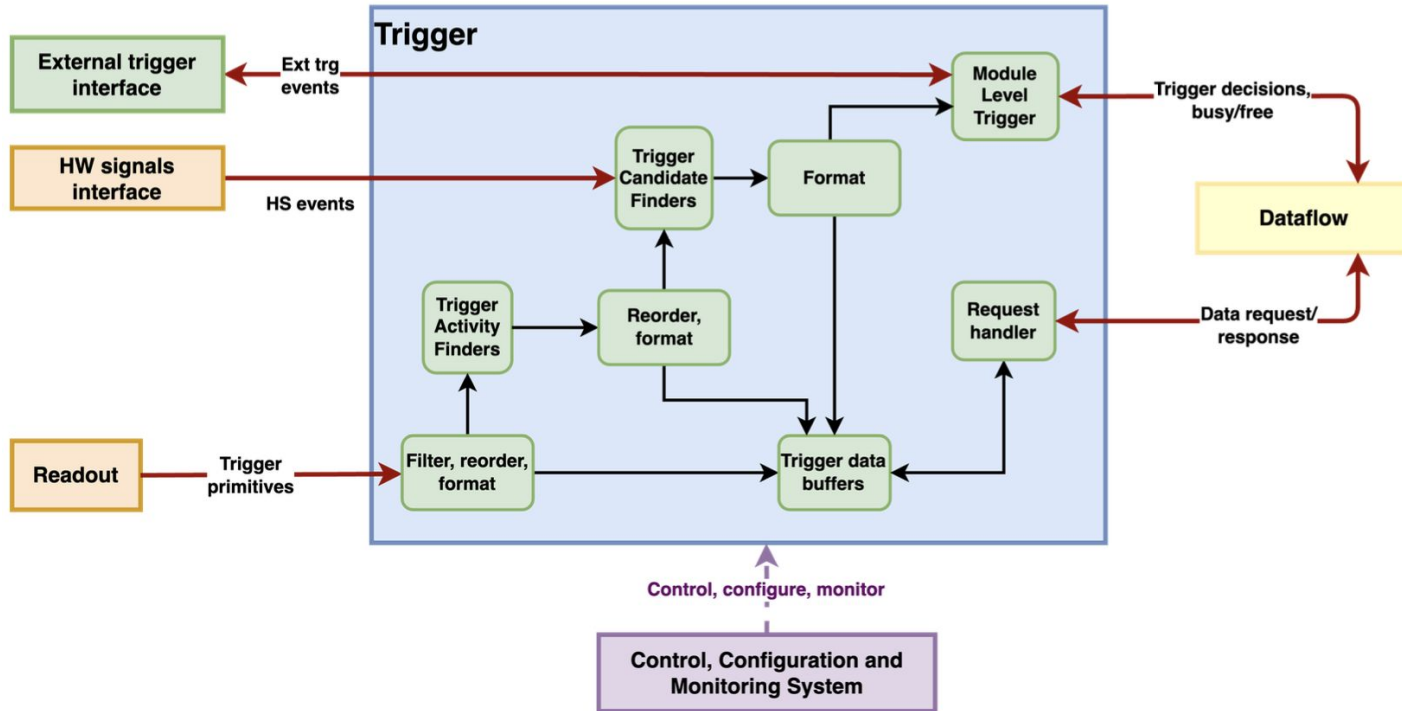 Trigger
External trigger
interface
Ext trg
events
Module
Level
Trigger
Trigger decisions,
busy/free
HW signals
interface
HS events
Trigger
Candidate
Finders
Format
Dataflow
Trigger
Activity
Finders
Reorder,
format
Request
handler
Data request/
response
Readout
Trigger
primitives
Filter, reorder,
format
Trigger data
buffers
Control, configure, monitor
Control, Configuration and
Monitoring System